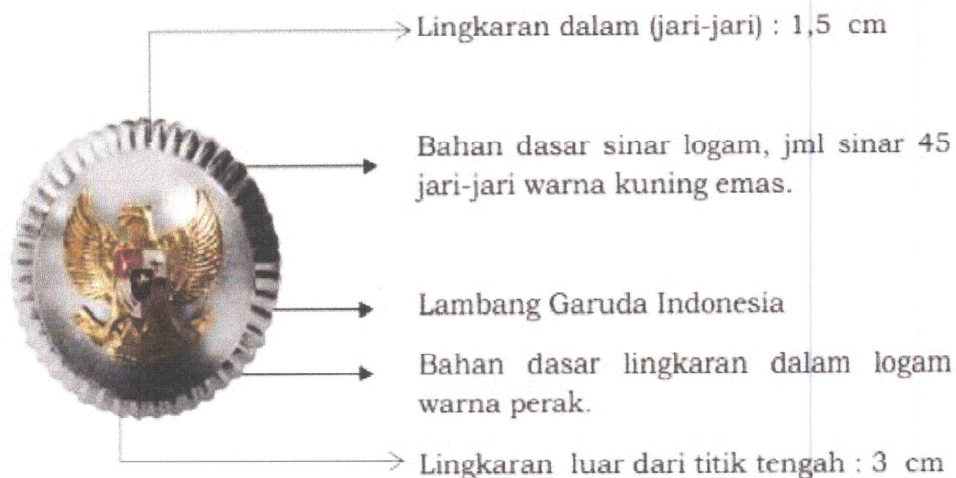 Lingkaran dalam (jari-jari) : 1,5 cm
Bahan dasar sinar logam, jml sinar 45
jari-jari warna kuning emas.
Lambang Garuda Indonesia
Bahan dasar lingkaran dalam logam
warna perak.
Lingkaran luar dari titik tengah : 3 cm